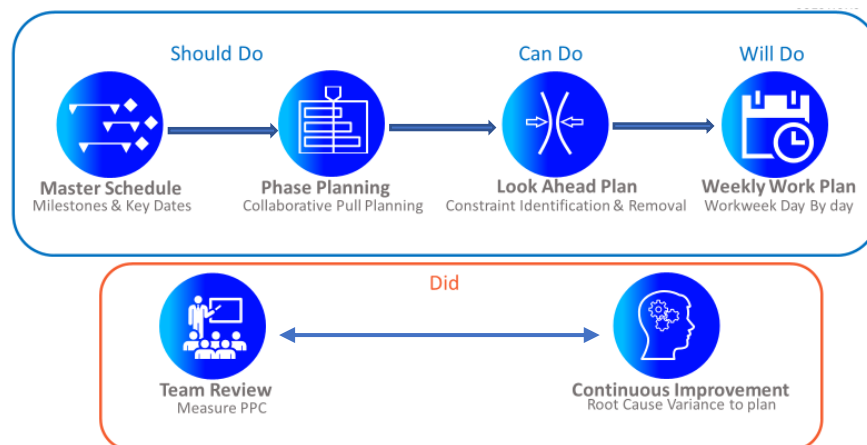 Should Do
Can Do
Will Do
Master Schedule
Milestones & Key Dates
Phase Planning
Collaborative Pull Planning
Look Ahead Plan
Constraint Identification & Removal
Weekly Work Plan
Workweek Day By day
Did
Team Review
Measure PPC
Continuous Improvement
Root Cause Variance to plan